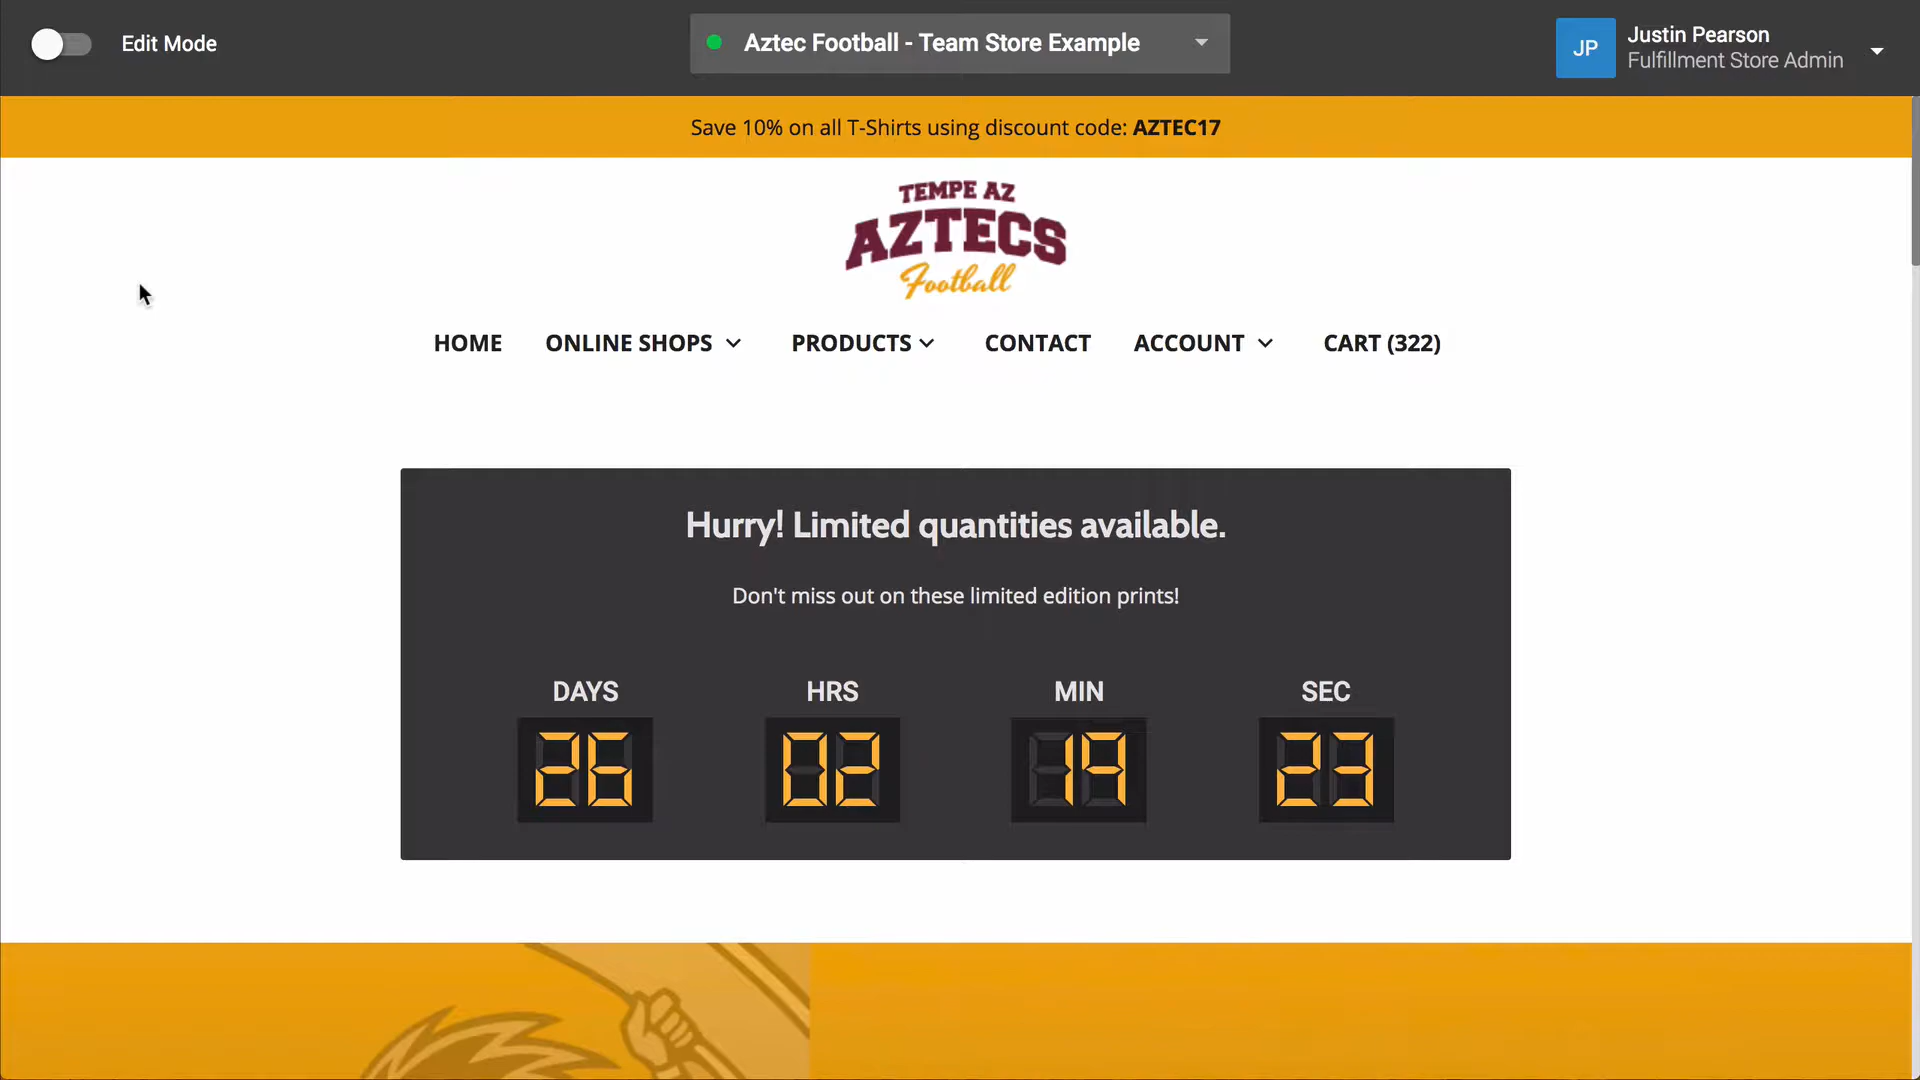 Edit Mode
Aztec Football - Team Store Example
JP
Justin Pearson
Fulfillment Store Admin
Save 10% on all T-Shirts using discount code: AZTEC17
TEMPE AZ
AZTECS
Football
HOME
ONLINE SHOPS
PRODUCTS
CONTACT
ACCOUNT
CART (322)
Hurry! Limited quantities available.
Don't miss out on these limited edition prints!
DAYS
HRS
MIN
SEC
26
02
19
23